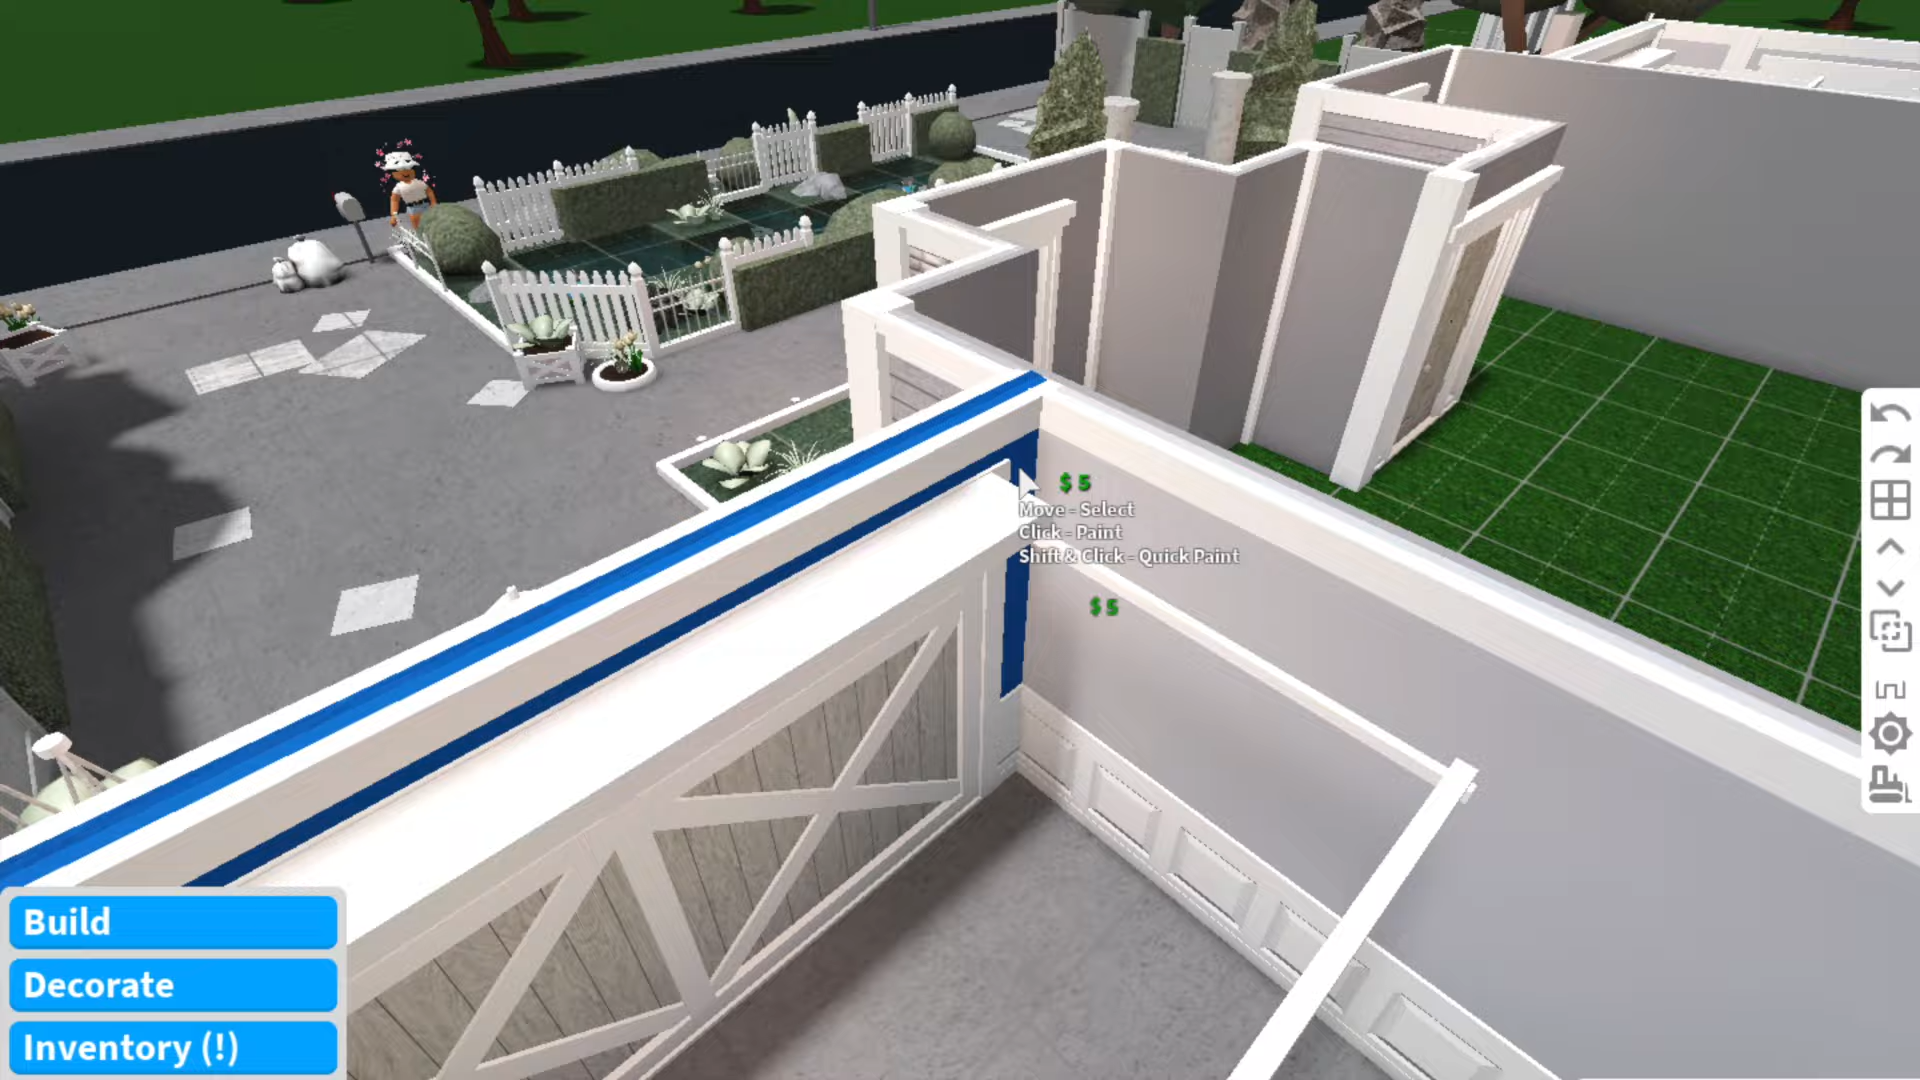 $ 5
Move - Select
Click - Paint
Shift & Click - Quick Paint
$ 5
Build
Decorate
Inventory (!)